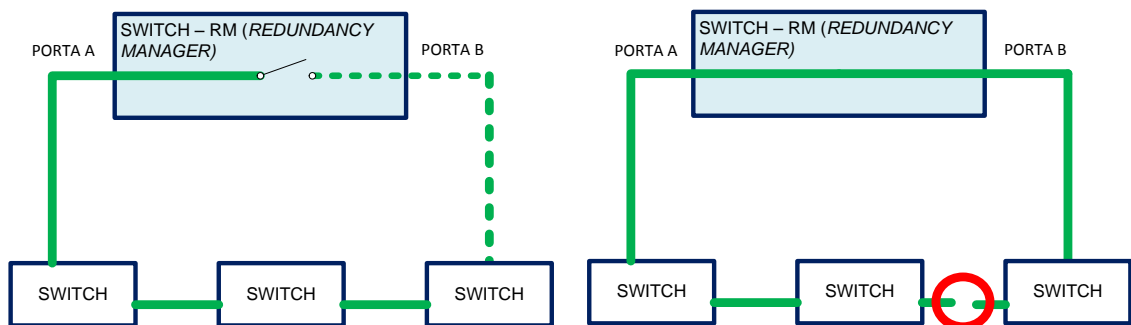 SWITCH – RM (REDUNDANCY
MANAGER)
PORTA A
PORTA B
SWITCH
SWITCH
SWITCH
SWITCH – RM (REDUNDANCY
MANAGER)
PORTA A
PORTA B
SWITCH
SWITCH
SWITCH